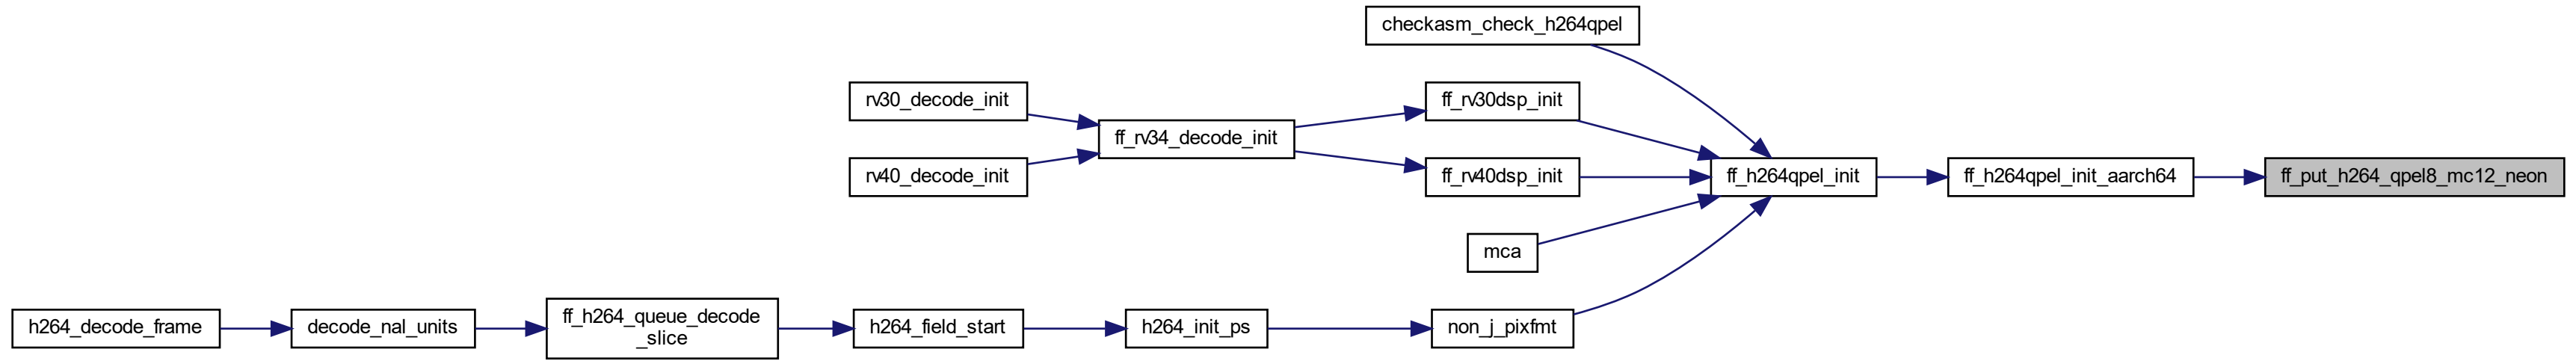 checkasm_check_h264qpel
rv30_decode_init
ff_rv30dsp_init
ff_rv34_decode_init
rv40_decode_init
ff_rv40dsp_init
ff_h264qpel_init
ff_h264qpel_init_aarch64
ff_put_h264_qpel8_mc12_neon
mca
h264_decode_frame
decode_nal_units
ff_h264_queue_decode
_slice
h264_field_start
h264_init_ps
non_j_pixfmt